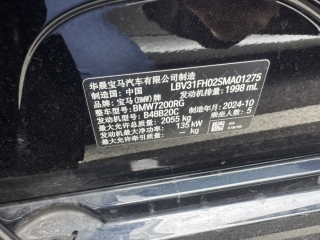 华晨宝马汽车有限公司 制造
制造国：中国 LBV31FH02SMA01275
品牌：宝马(BMW)牌 发动机排量：1998 mL
整车型号：BMW7200RG
发动机型号：B48B20C 制造年月：2024-10
最大允许总质量：2055 kg 乘坐人数：5
发动机最大净功率：135 kW
最大允许牵引质量：— kg